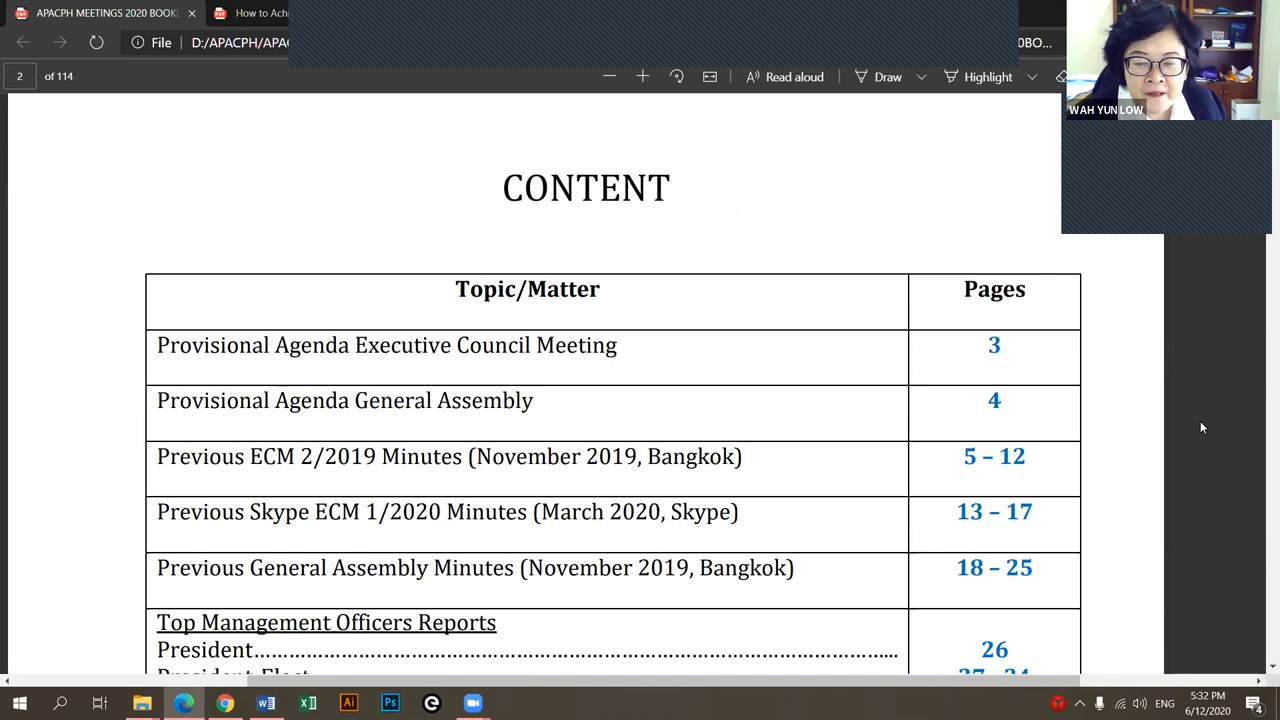 APACPH MEETINGS 2020 BOOK
How to Achi
File
D:/APACPH/APAC
0BO...
2 of 114
Read aloud
Draw
Highlight
WAH YUN LOW
CONTENT
Topic/Matter Pages
Provisional Agenda Executive Council Meeting 3
Provisional Agenda General Assembly 4
Previous ECM 2/2019 Minutes (November 2019, Bangkok) 5 – 12
Previous Skype ECM 1/2020 Minutes (March 2020, Skype) 13 – 17
Previous General Assembly Minutes (November 2019, Bangkok) 18 – 25
Top Management Officers Reports
President……………………………………………………………………………………... 26
ENG
5:32 PM
6/12/2020
4